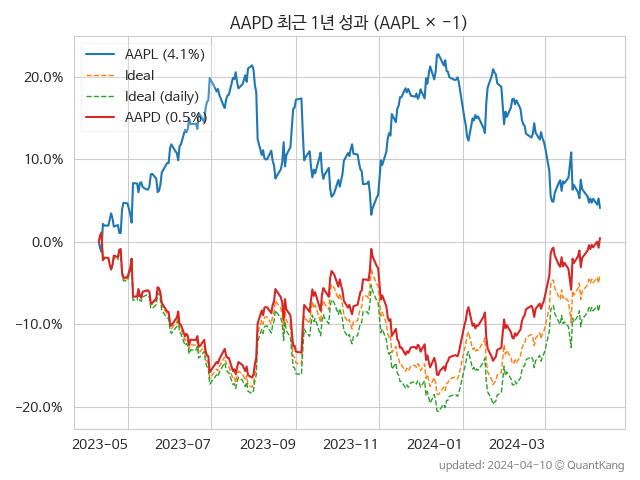 AAPD 최근 1년 성과 (AAPL × −1)
AAPL (4.1%)
Ideal
Ideal (daily)
AAPD (0.5%)
20.0%
10.0%
0.0%
−10.0%
−20.0%
2023-05 2023-07 2023-09 2023-11 2024-01 2024-03
updated: 2024-04-10 © QuantKang